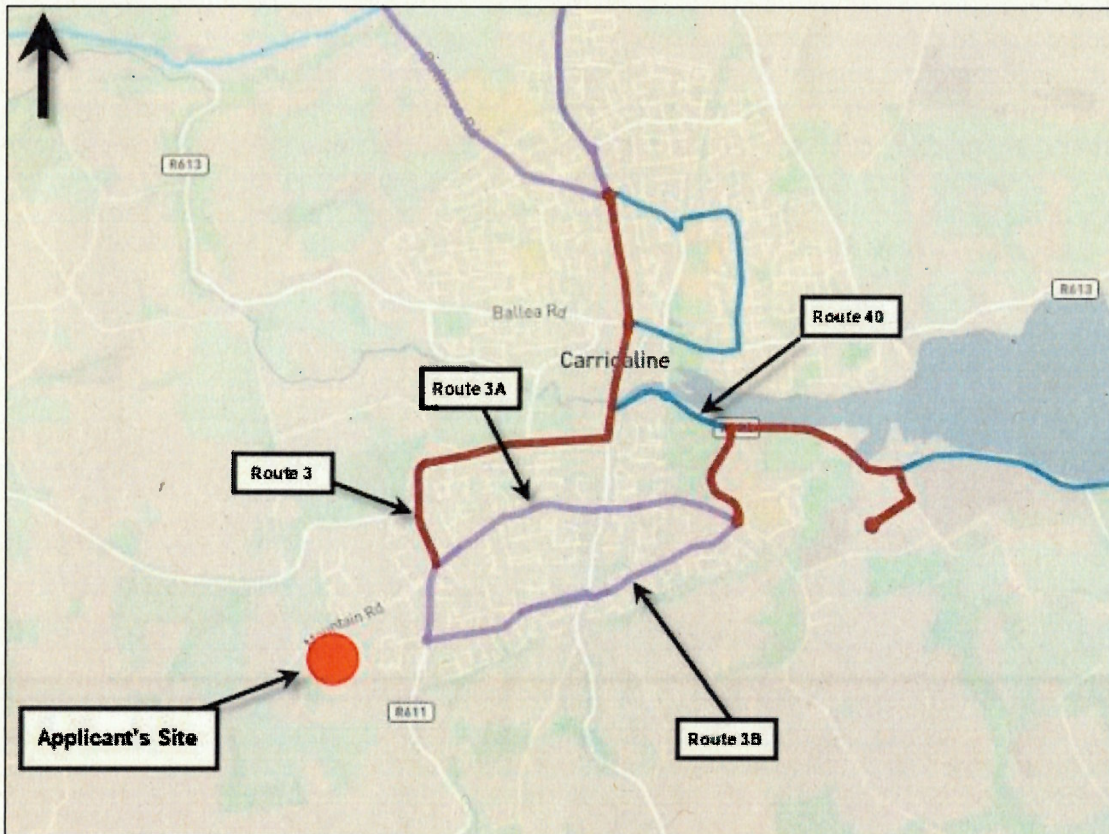 R613
R613
Ballea Rd
Route 40
Carrigaline
Route 3A
Route 3
Mountain Rd
Applicant's Site
R611
Route 3B